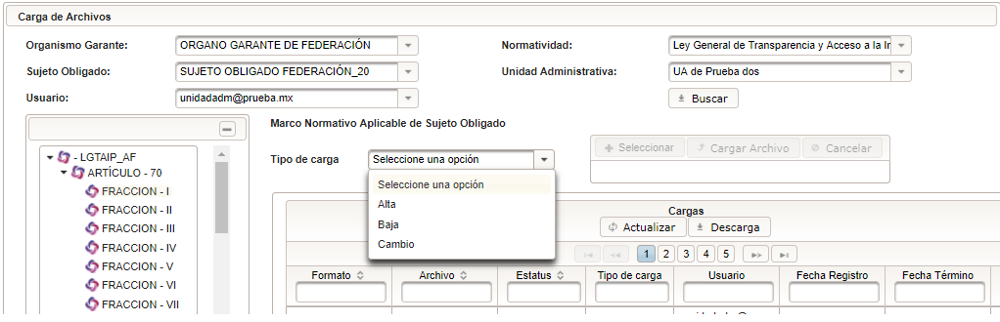 Carga de Archivos
Organismo Garante: ORGANO GARANTE DE FEDERACIÓN Normatividad: Ley General de Transparencia y Acceso a la Ir
Sujeto Obligado: SUJETO OBLIGADO FEDERACIÓN_20 Unidad Administrativa: UA de Prueba dos
Usuario: unidadadm@prueba.mx Buscar
Marco Normativo Aplicable de Sujeto Obligado
Tipo de carga Seleccione una opción Seleccionar Cargar Archivo Cancelar
Seleccione una opción
Alta
Baja
Cambio
- LGTAIP_AF
ARTÍCULO - 70
FRACCION - I
FRACCION - II
FRACCION - III
FRACCION - IV
FRACCION - V
FRACCION - VI
FRACCION - VII
Cargas
Actualizar Descarga
1 2 3 4 5
Formato Archivo Estatus Tipo de carga Usuario Fecha Registro Fecha Término